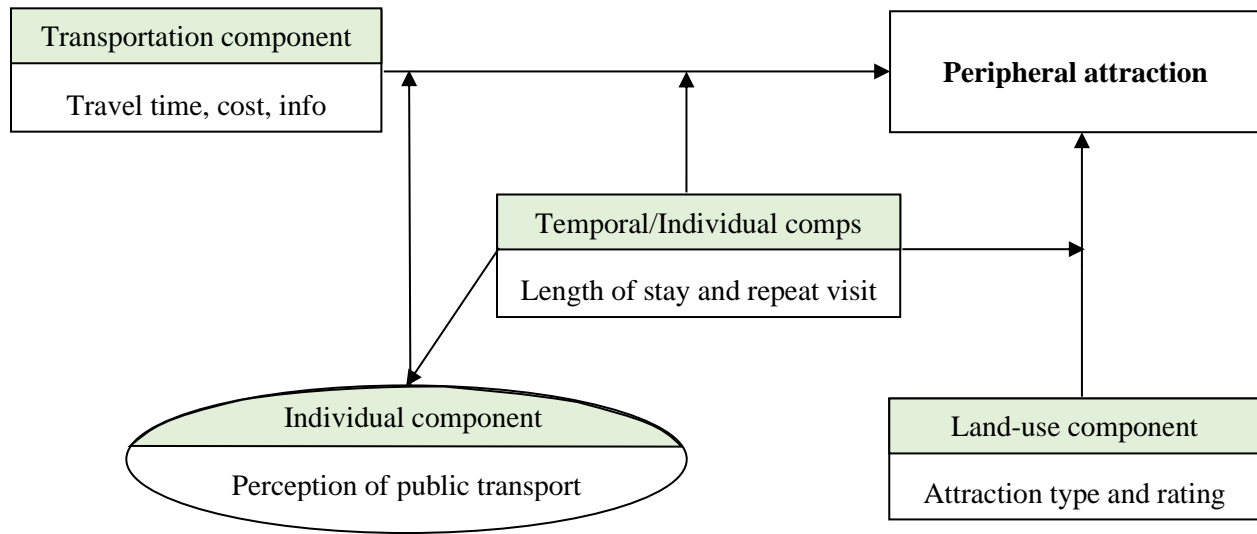 Transportation component
Travel time, cost, info
Peripheral attraction
Temporal/Individual comps
Length of stay and repeat visit
Individual component
Perception of public transport
Land-use component
Attraction type and rating